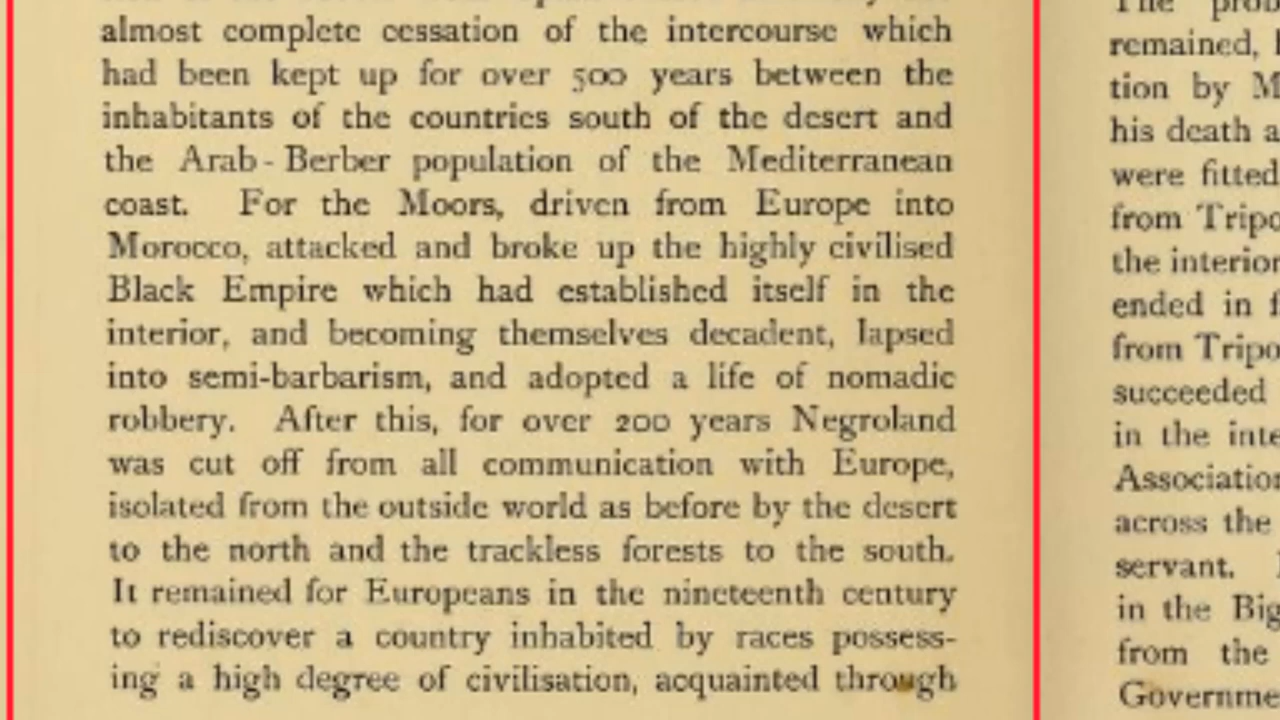 almost complete cessation of the intercourse which
had been kept up for over 500 years between the
inhabitants of the countries south of the desert and
the Arab-Berber population of the Mediterranean
coast. For the Moors, driven from Europe into
Morocco, attacked and broke up the highly civilised
Black Empire which had established itself in the
interior, and becoming themselves decadent, lapsed
into semi-barbarism, and adopted a life of nomadic
robbery. After this, for over 200 years Negroland
was cut off from all communication with Europe,
isolated from the outside world as before by the desert
to the north and the trackless forests to the south.
It remained for Europeans in the nineteenth century
to rediscover a country inhabited by races possess-
ing a high degree of civilisation, acquainted through
The
remained,
tion by M
his death a
were fitted
from Tripo
the interior
ended in f
from Tripo
succeeded
in the inte
Association
across the
servant.
in the Big
from the
Governme